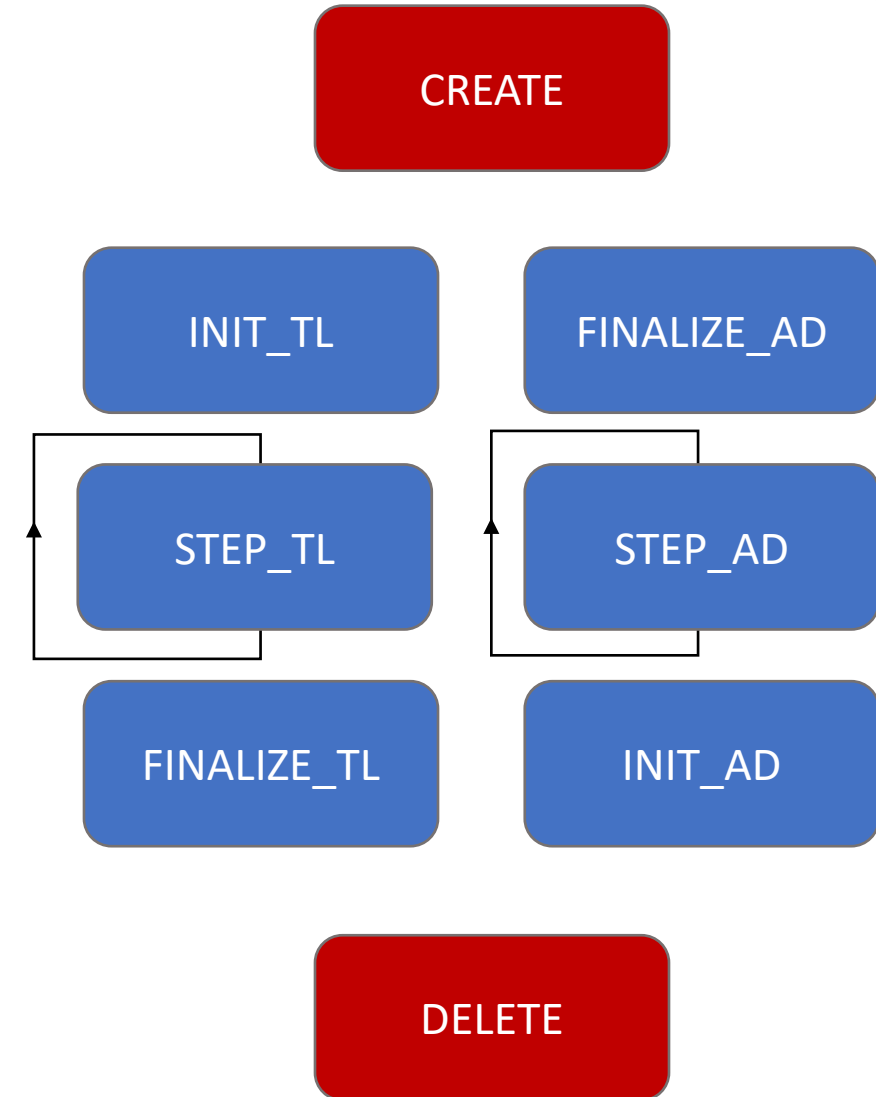 CREATE
INIT_TL
FINALIZE_AD
STEP_TL
STEP_AD
FINALIZE_TL
INIT_AD
DELETE